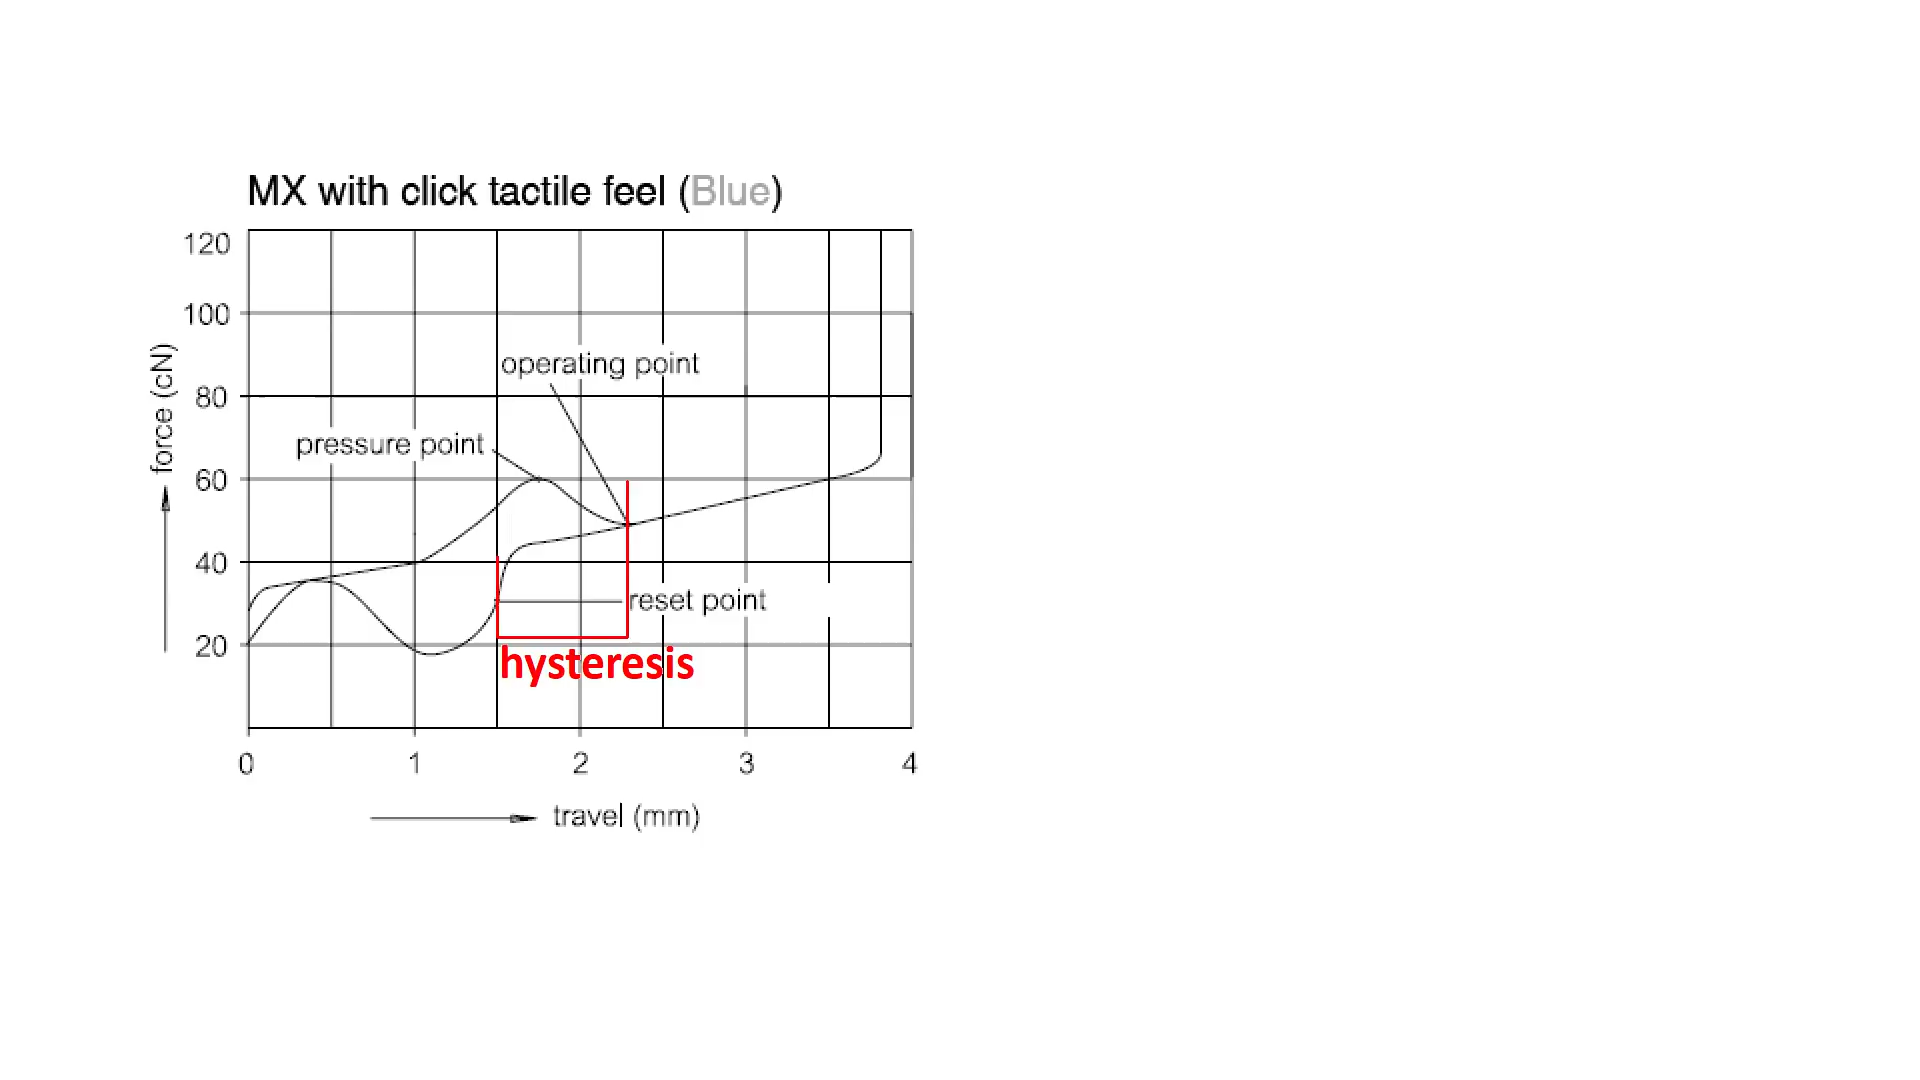 MX with click tactile feel (Blue)
120
100
operating point
80
force (cN)
pressure point
60
40
reset point
20
hysteresis
0 1 2 3 4
travel (mm)